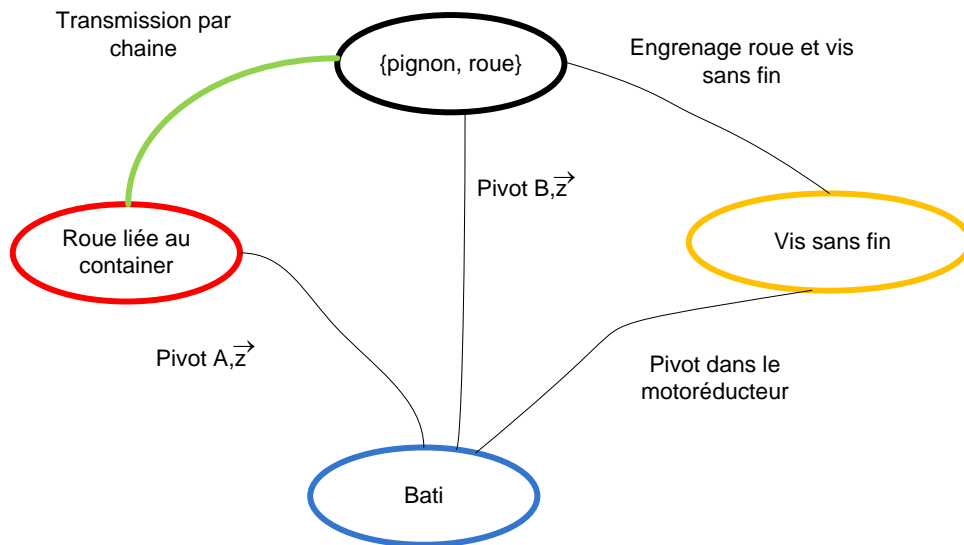 Transmission par
chaine
{pignon, roue}
Engrenage roue et vis
sans fin
Pivot B,z
Roue liée au
container
Vis sans fin
Pivot A,z
Pivot dans le
motoréducteur
Bati